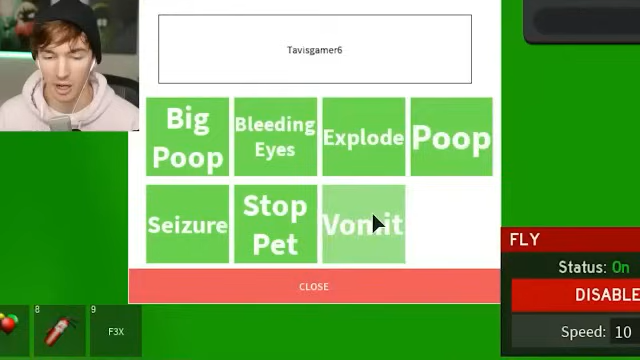 Tavisgamer6
Big
Poop
Bleeding
Eyes
Explode
Poop
Seizure
Stop
Pet
Vomit
CLOSE
FLY
Status: On
DISABLE
Speed: 10
8
9
F3X